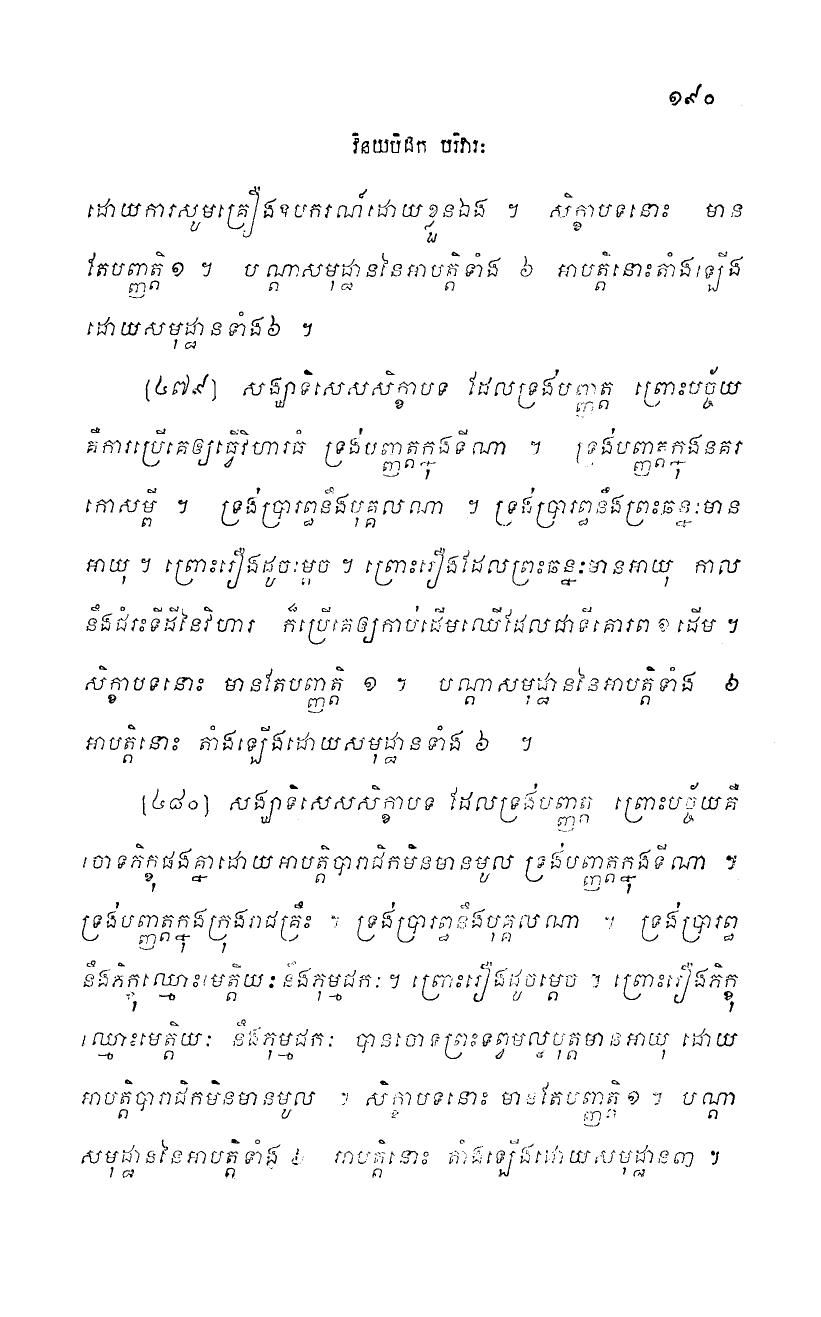 ១៩០
វិនយបិដក បរិវារៈ
ដោយការសូមគ្រឿងឧបករណ៍ដោយខ្លួនឯង ។ សិក្ខាបទនោះ មាន
តែបញ្ញត្តិ១ ។ បណ្តាសមុដ្ឋាននៃអាបត្តិទាំង ៦ អាបត្តិនោះតាំងឡើង
ដោយសមុដ្ឋានទាំង៦ ។
[៤៧៩] សង្ឃាទិសេសសិក្ខាបទ ដែលទ្រង់បញ្ញត្ត ព្រោះបច្ច័យ
គឺការប្រើគេឲ្យធ្វើវិហារធំ ទ្រង់បញ្ញត្តក្នុងទីណា ។ ទ្រង់បញ្ញត្តក្នុងនគរ
កោសម្ពី ។ ទ្រង់ប្រារព្ធនឹងបុគ្គលណា ។ ទ្រង់ប្រារព្ធនឹងព្រះឆន្នៈមាន
អាយុ ។ ព្រោះរឿងដូចម្តេច ។ ព្រោះរឿងដែលព្រះឆន្នៈមានអាយុ កាល
នឹងជំរះទីដីនៃវិហារ ក៏ប្រើគេឲ្យកាប់ដើមឈើដែលជាទីគោរព ១ ដើម ។
សិក្ខាបទនោះ មានតែបញ្ញត្តិ ១ ។ បណ្តាសមុដ្ឋាននៃអាបត្តិទាំង ៦
អាបត្តិនោះ តាំងឡើងដោយសមុដ្ឋានទាំង ៦ ។
[៤៨០] សង្ឃាទិសេសសិក្ខាបទ ដែលទ្រង់បញ្ញត្ត ព្រោះបច្ច័យគឺ
ចោទភិក្ខុផងគ្នាដោយអាបត្តិបារាជិកមិនមានមូល ទ្រង់បញ្ញត្តក្នុងទីណា ។
ទ្រង់បញ្ញត្តក្នុងក្រុងរាជគ្រឹះ ។ ទ្រង់ប្រារព្ធនឹងបុគ្គលណា ។ ទ្រង់ប្រារព្ធ
នឹងភិក្ខុឈ្មោះមេត្តិយៈ នឹងភុម្មជកៈ ។ ព្រោះរឿងដូចម្តេច ។ ព្រោះរឿងភិក្ខុ
ឈ្មោះមេត្តិយៈ នឹងភុម្មជកៈ បានចោទព្រះទព្វមល្លបុត្តមានអាយុ ដោយ
អាបត្តិបារាជិកមិនមានមូល ។ សិក្ខាបទនោះ មានតែបញ្ញត្តិ ១ ។ បណ្តា
សមុដ្ឋាននៃអាបត្តិទាំង ៦ អាបត្តិនោះ តាំងឡើងដោយសមុដ្ឋាន៣ ។